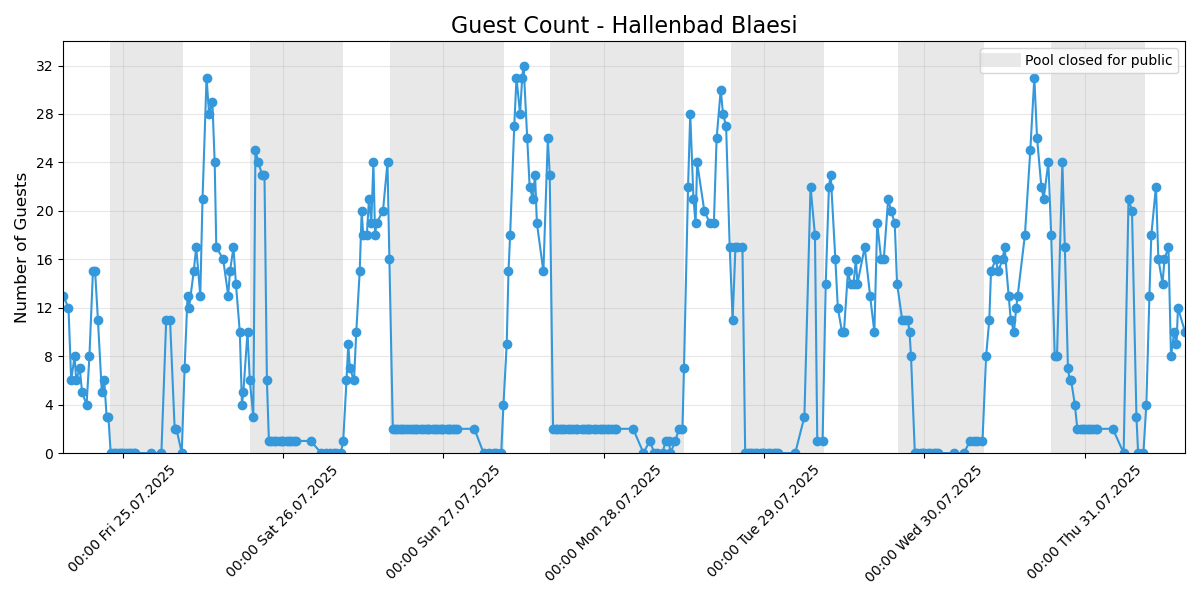 Guest Count - Hallenbad Blaesi
Pool closed for public
Number of Guests
32
28
24
20
16
12
8
4
0
00:00 Fri 25.07.2025
00:00 Sat 26.07.2025
00:00 Sun 27.07.2025
00:00 Mon 28.07.2025
00:00 Tue 29.07.2025
00:00 Wed 30.07.2025
00:00 Thu 31.07.2025